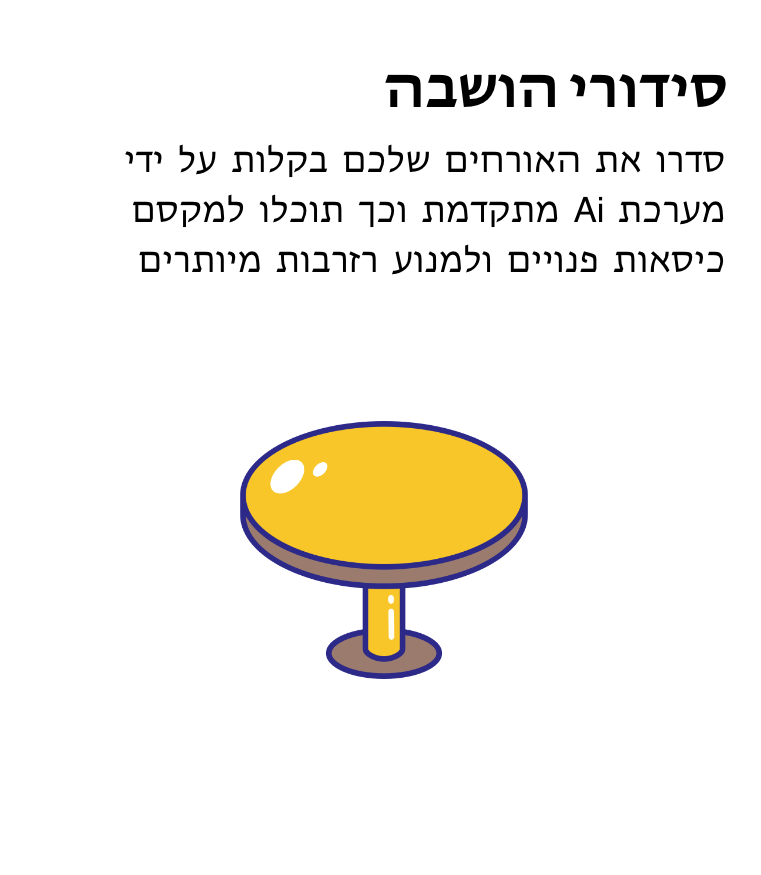 סידורי הושבה
סדרו את האורחים שלכם בקלות על ידי
מערכת Ai מתקדמת וכך תוכלו למקסם
כיסאות פנויים ולמנוע רזרבות מיותרים